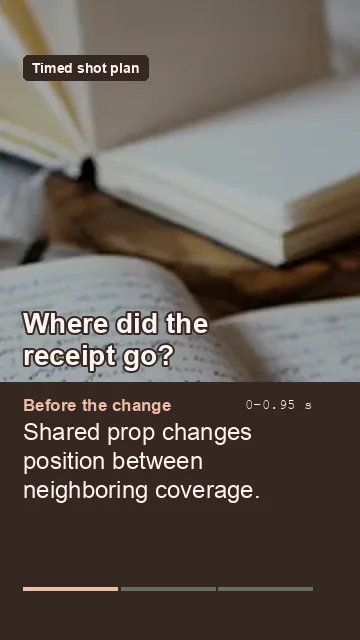 Timed shot plan
Where did the
receipt go?
Before the change
0–0.95 s
Shared prop changes
position between
neighboring coverage.